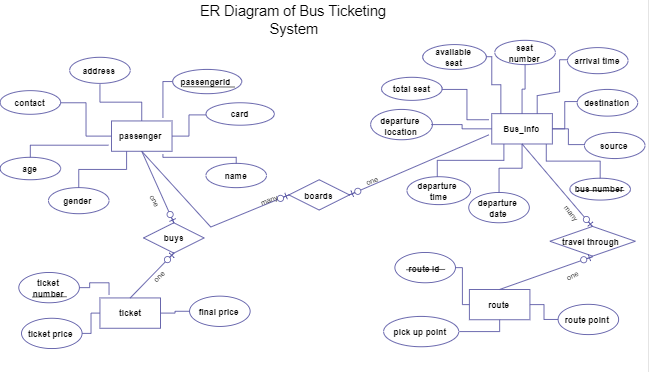 ER Diagram of Bus Ticketing
System
address
passengerid
contact
card
passenger
age
name
gender
one
buys
one
many
boards
one
ticket
number
ticket
final price
ticket price
available
seat
seat
number
arrival time
total seat
destination
departure
location
Bus_info
source
departure
time
bus number
departure
date
many
travel through
one
route id
route
route point
pick up point